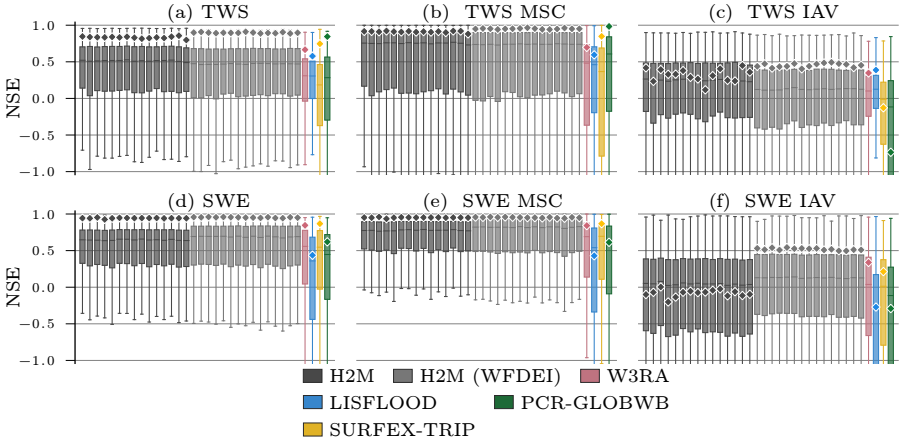 (a) TWS
(b) TWS MSC
(c) TWS IAV
NSE
1.0
0.5
0.0
−0.5
−1.0
(d) SWE
(e) SWE MSC
(f) SWE IAV
NSE
1.0
0.5
0.0
−0.5
−1.0
H2M
H2M (WFDEI)
W3RA
LISFLOOD
PCR-GLOBWB
SURFEX-TRIP